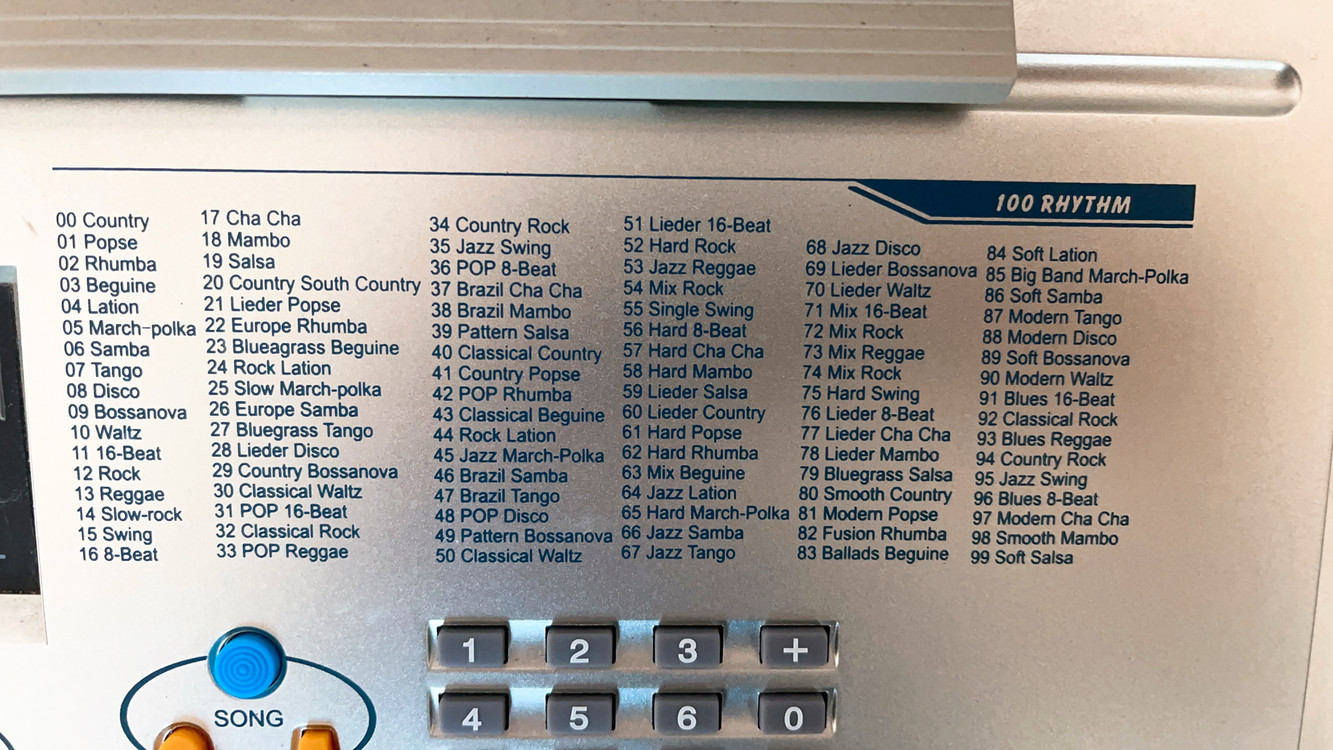 100 RHYTHM
00 Country
01 Popse
02 Rhumba
03 Beguine
04 Lation
05 March-polka
06 Samba
07 Tango
08 Disco
09 Bossanova
10 Waltz
11 16-Beat
12 Rock
13 Reggae
14 Slow-rock
15 Swing
16 8-Beat
17 Cha Cha
18 Mambo
19 Salsa
20 Country South Country
21 Lieder Popse
22 Europe Rhumba
23 Blueagrass Beguine
24 Rock Lation
25 Slow March-polka
26 Europe Samba
27 Bluegrass Tango
28 Lieder Disco
29 Country Bossanova
30 Classical Waltz
31 POP 16-Beat
32 Classical Rock
33 POP Reggae
34 Country Rock
35 Jazz Swing
36 POP 8-Beat
37 Brazil Cha Cha
38 Brazil Mambo
39 Pattern Salsa
40 Classical Country
41 Country Popse
42 POP Rhumba
43 Classical Beguine
44 Rock Lation
45 Jazz March-Polka
46 Brazil Samba
47 Brazil Tango
48 POP Disco
49 Pattern Bossanova
50 Classical Waltz
51 Lieder 16-Beat
52 Hard Rock
53 Jazz Reggae
54 Mix Rock
55 Single Swing
56 Hard 8-Beat
57 Hard Cha Cha
58 Hard Mambo
59 Lieder Salsa
60 Lieder Country
61 Hard Popse
62 Hard Rhumba
63 Mix Beguine
64 Jazz Lation
65 Hard March-Polka
66 Jazz Samba
67 Jazz Tango
68 Jazz Disco
69 Lieder Bossanova
70 Lieder Waltz
71 Mix 16-Beat
72 Mix Rock
73 Mix Reggae
74 Mix Rock
75 Hard Swing
76 Lieder 8-Beat
77 Lieder Cha Cha
78 Lieder Mambo
79 Bluegrass Salsa
80 Smooth Country
81 Modern Popse
82 Fusion Rhumba
83 Ballads Beguine
84 Soft Lation
85 Big Band March-Polka
86 Soft Samba
87 Modern Tango
88 Modern Disco
89 Soft Bossanova
90 Modern Waltz
91 Blues 16-Beat
92 Classical Rock
93 Blues Reggae
94 Country Rock
95 Jazz Swing
96 Blues 8-Beat
97 Modern Cha Cha
98 Smooth Mambo
99 Soft Salsa
1 2 3 +
SONG
4 5 6 0